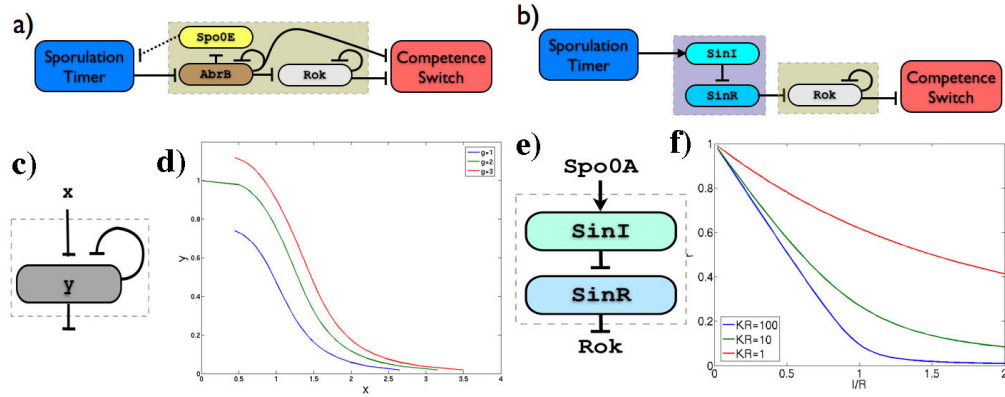 a)
Sporulation
Timer
Spo0E
AbrB
Rok
Competence
Switch
b)
Sporulation
Timer
SinI
SinR
Rok
Competence
Switch
c)
x
y
d)
g=1
g=2
g=3
1
0.8
0.6
0.4
0.2
0
y
0 0.5 1 1.5 2 2.5 3 3.5 4
x
e)
Spo0A
SinI
SinR
Rok
f)
1
0.8
0.6
0.4
0.2
0
r
KR=100
KR=10
KR=1
0.5 1 1.5 2
I/R